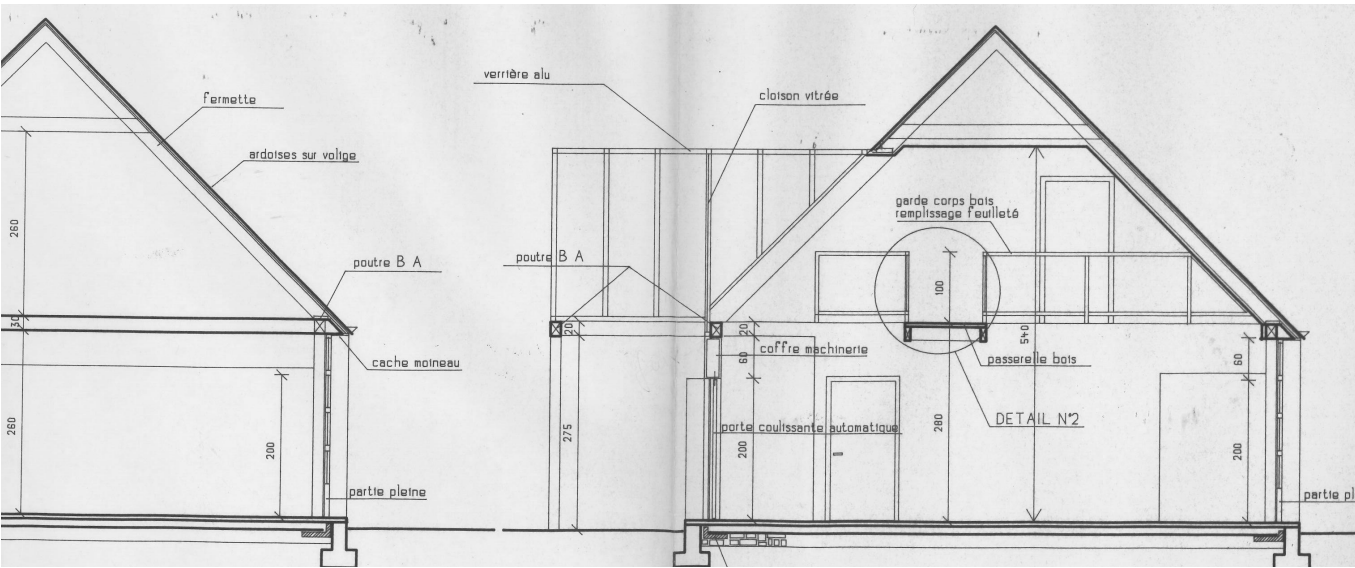 fermette
ardoises sur volige
260
poutre B A
30
cache moineau
260
200
partie pleine
verrière alu
cloison vitrée
garde corps bois
remplissage feuilleté
poutre B A
100
20
20
540
coffre machinerie
passerelle bois
60
60
DETAIL N°2
275
porte coulissante automatique
280
200
200
partie pl